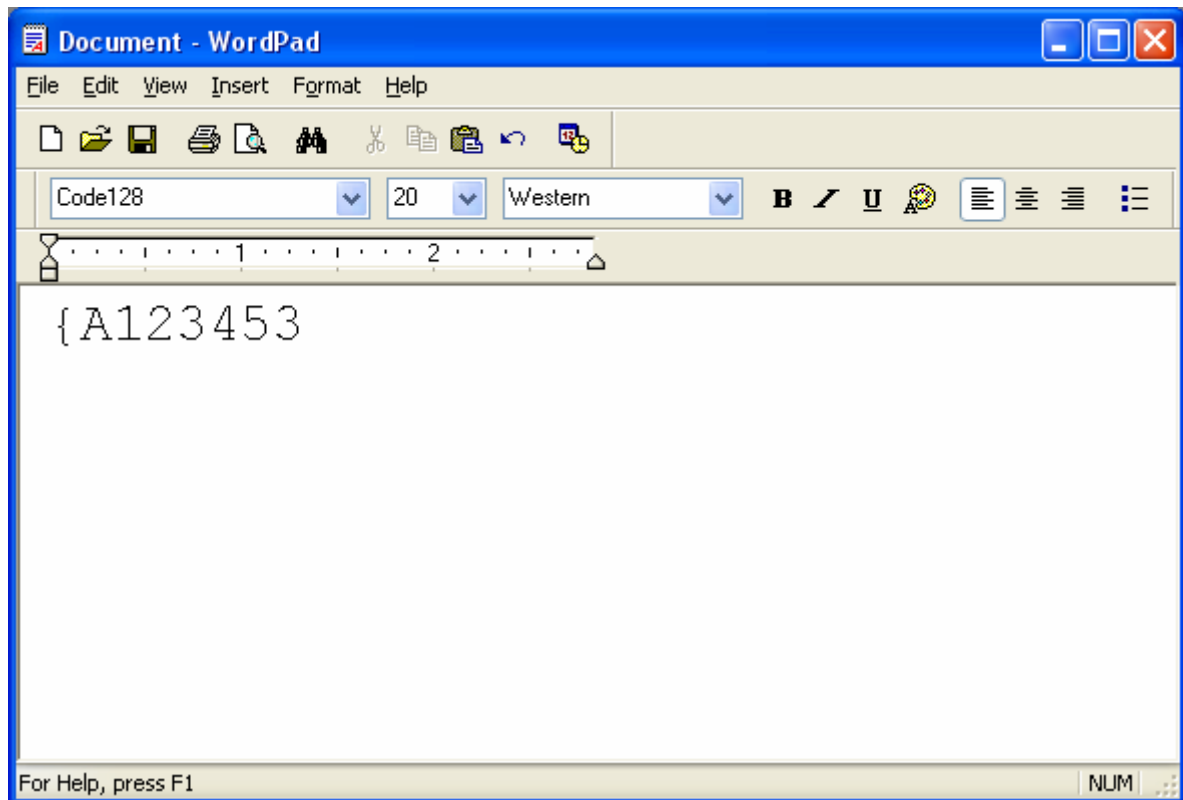 Document - WordPad
File Edit View Insert Format Help
Code128 20 Western B U
1 2
{A123453
For Help, press F1 NUM